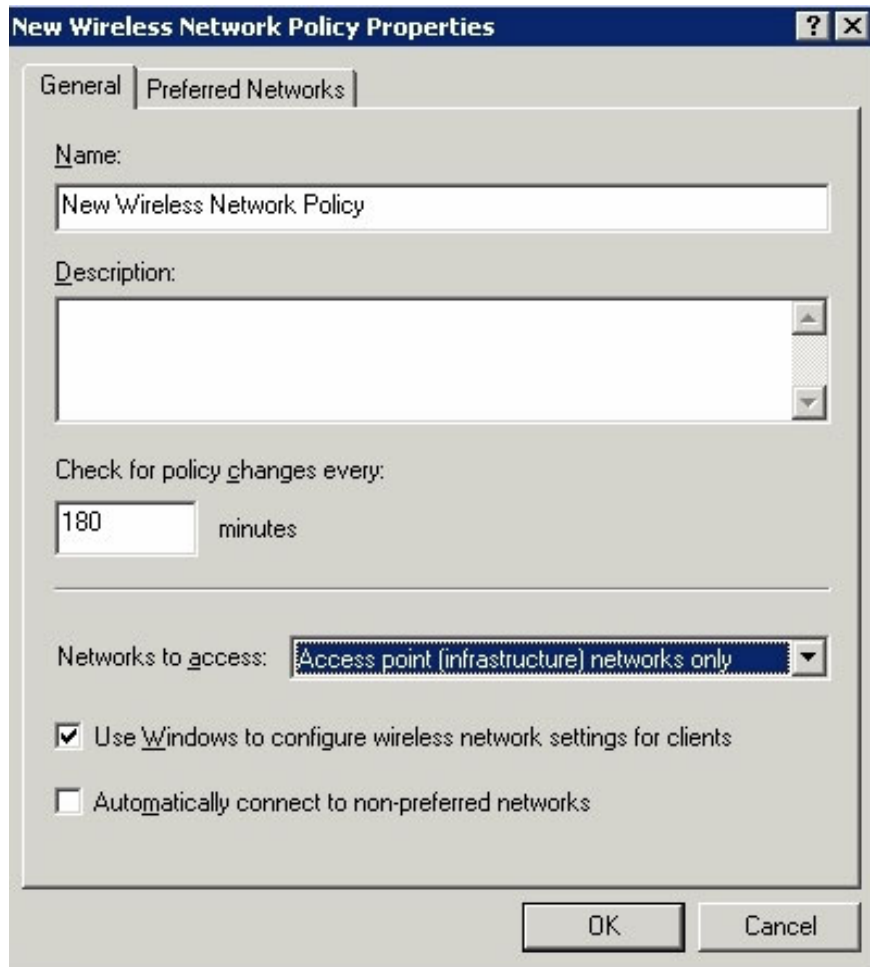 New Wireless Network Policy Properties
General Preferred Networks
Name:
New Wireless Network Policy
Description:
Check for policy changes every:
180 minutes
Networks to access: Access point (infrastructure) networks only
Use Windows to configure wireless network settings for clients
Automatically connect to non-preferred networks
OK Cancel